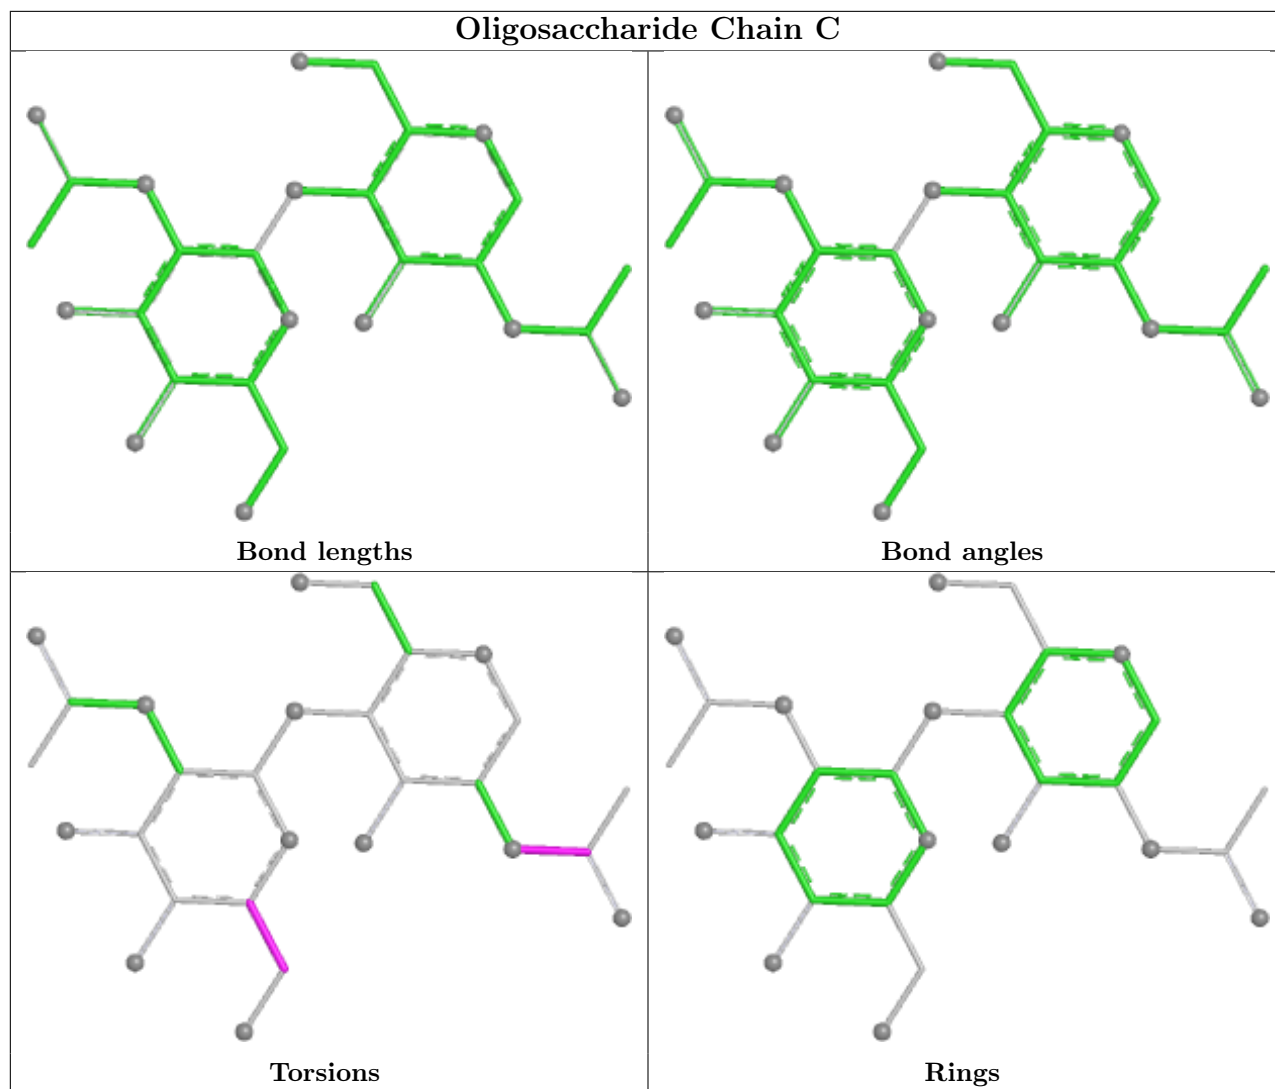 Oligosaccharide Chain C
Bond lengths
Bond angles
Torsions
Rings